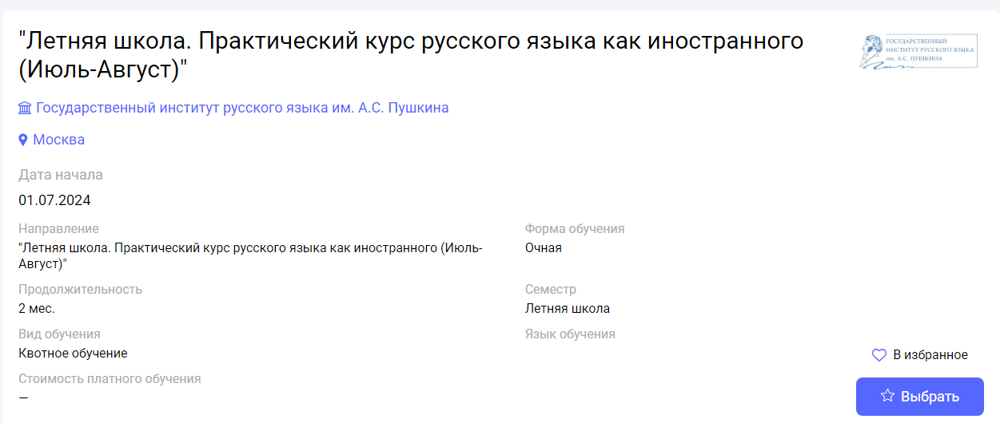 "Летняя школа. Практический курс русского языка как иностранного
(Июль-Август)"
ГОСУДАРСТВЕННЫЙ
ИНСТИТУТ РУССКОГО ЯЗЫКА
им. А.С. ПУШКИНА
Государственный институт русского языка им. А.С. Пушкина
Москва
Дата начала
01.07.2024
Направление
"Летняя школа. Практический курс русского языка как иностранного (Июль-
Август)"
Форма обучения
Очная
Продолжительность
2 мес.
Семестр
Летняя школа
Вид обучения
Квотное обучение
Язык обучения
Стоимость платного обучения
—
В избранное
Выбрать